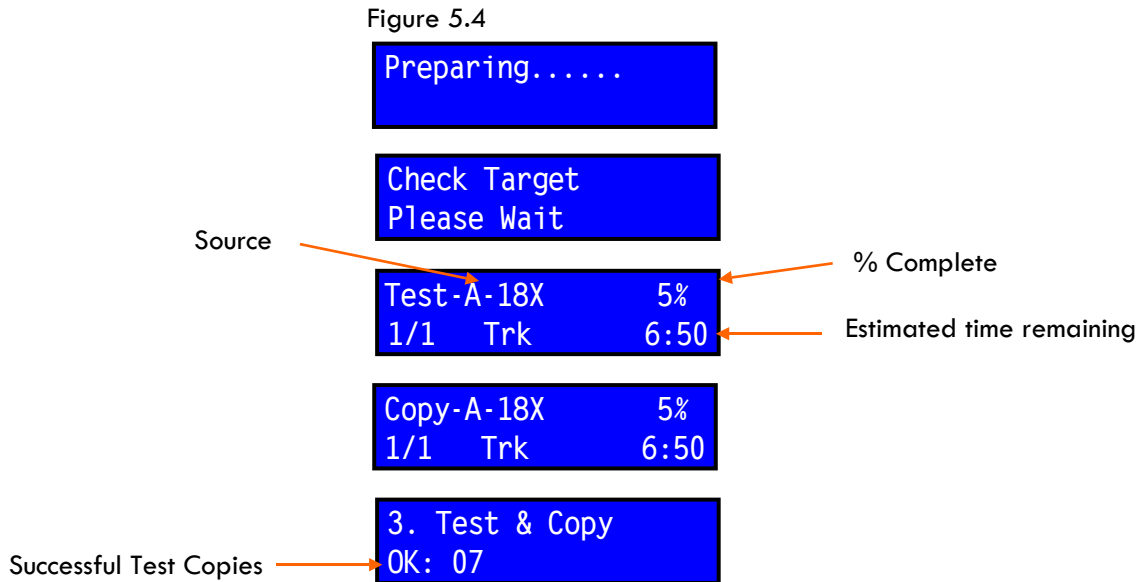 Figure 5.4
Preparing......
Check Target
Please Wait
Source
% Complete
Test-A-18X 5%
1/1 Trk 6:50
Estimated time remaining
Copy-A-18X 5%
1/1 Trk 6:50
3. Test & Copy
OK: 07
Successful Test Copies